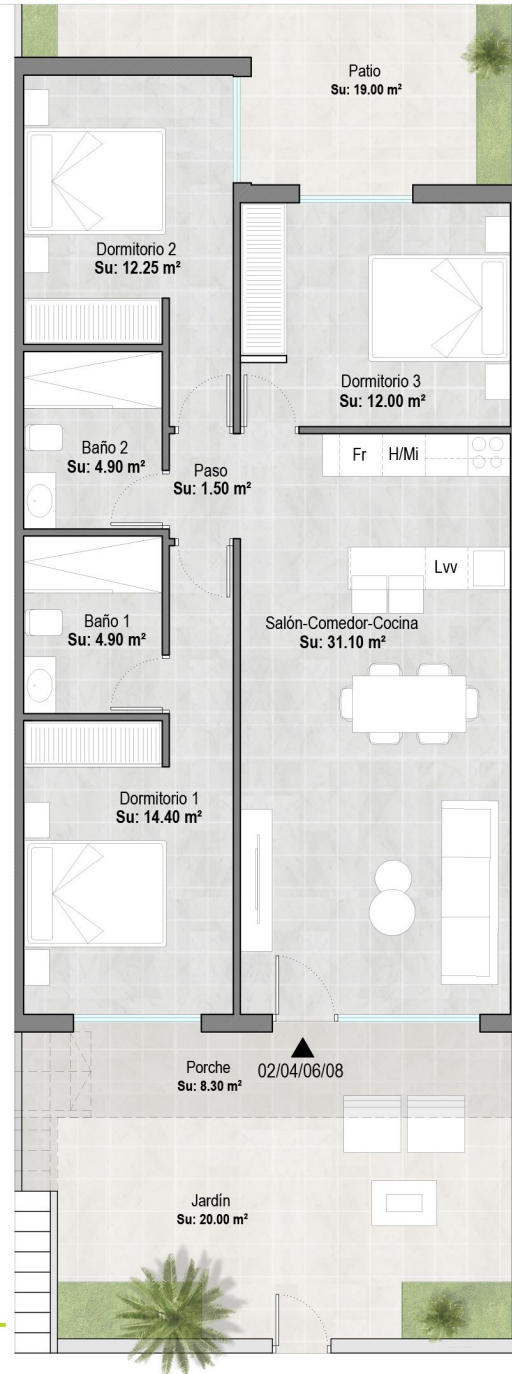 Patio
Su: 19.00 m²
Dormitorio 2
Su: 12.25 m²
Dormitorio 3
Su: 12.00 m²
Fr H/Mi
Baño 2
Su: 4.90 m²
Paso
Su: 1.50 m²
Lvv
Baño 1
Su: 4.90 m²
Salón-Comedor-Cocina
Su: 31.10 m²
Dormitorio 1
Su: 14.40 m²
Porche
Su: 8.30 m²
02/04/06/08
Jardín
Su: 20.00 m²